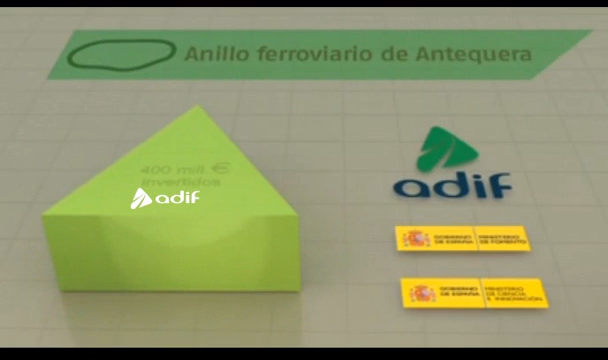 Anillo ferroviario de Antequera
400 mill €
invertidos
adif
adif
GOBIERNO DE ESPAÑA MINISTERIO DE FOMENTO
GOBIERNO DE ESPAÑA MINISTERIO DE CIENCIA E INNOVACIÓN